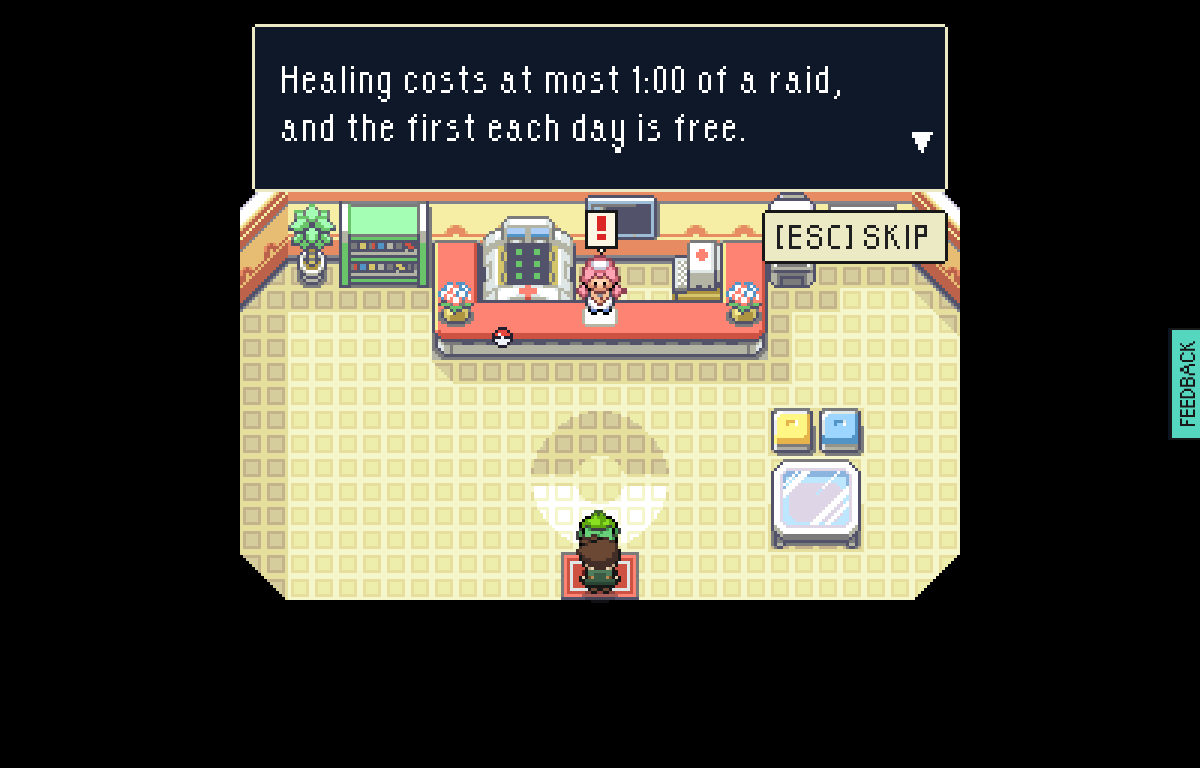 Healing costs at most 1:00 of a raid,
and the first each day is free.
!
[ESC] SKIP
FEEDBACK